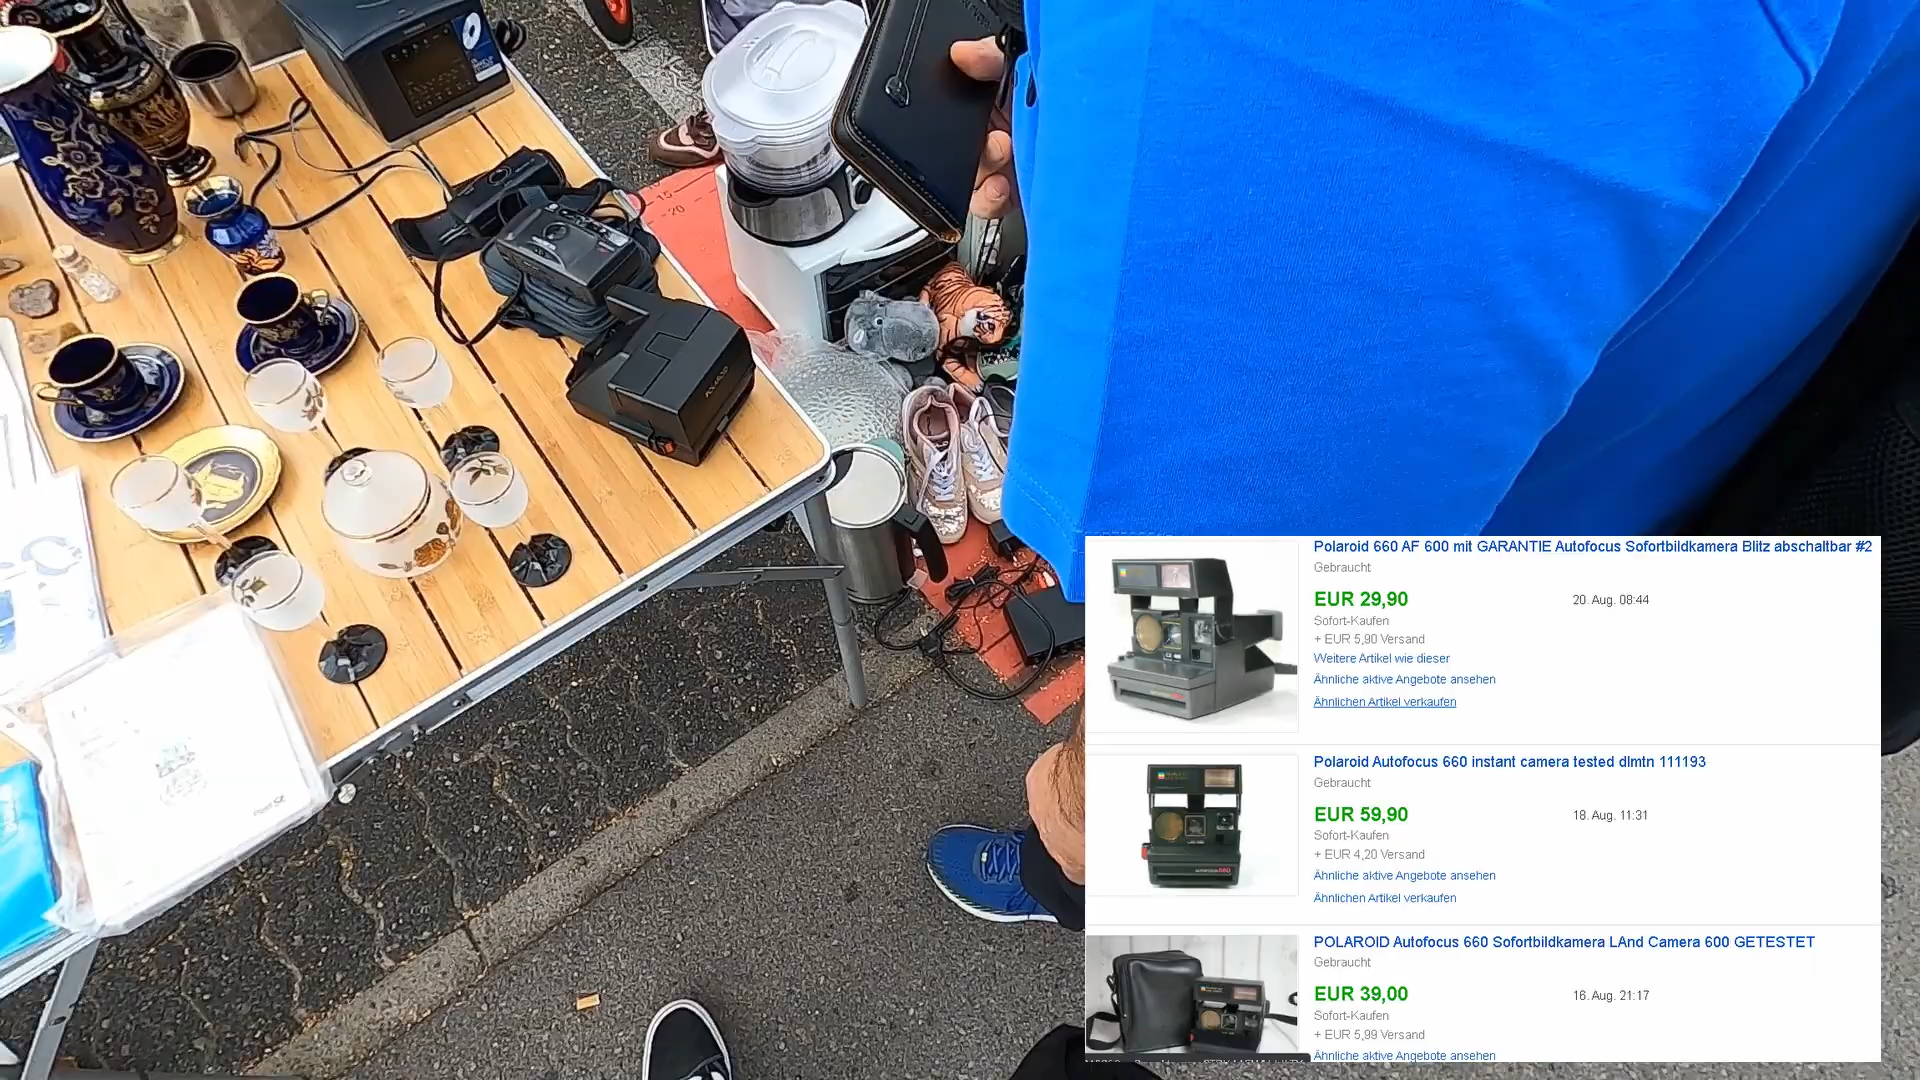 15
20
POLAROID
Polaroid 660 AF 600 mit GARANTIE Autofocus Sofortbildkamera Blitz abschaltbar #2
Gebraucht
EUR 29,90
20. Aug. 08:44
Sofort-Kaufen
+ EUR 5,90 Versand
Weitere Artikel wie dieser
Ähnliche aktive Angebote ansehen
Ähnlichen Artikel verkaufen
Polaroid Autofocus 660 instant camera tested dlmtn 111193
Gebraucht
EUR 59,90
18. Aug. 11:31
Sofort-Kaufen
+ EUR 4,20 Versand
Ähnliche aktive Angebote ansehen
Ähnlichen Artikel verkaufen
POLAROID Autofocus 660 Sofortbildkamera LAnd Camera 600 GETESTET
Gebraucht
EUR 39,00
16. Aug. 21:17
Sofort-Kaufen
+ EUR 5,99 Versand
Ähnliche aktive Angebote ansehen